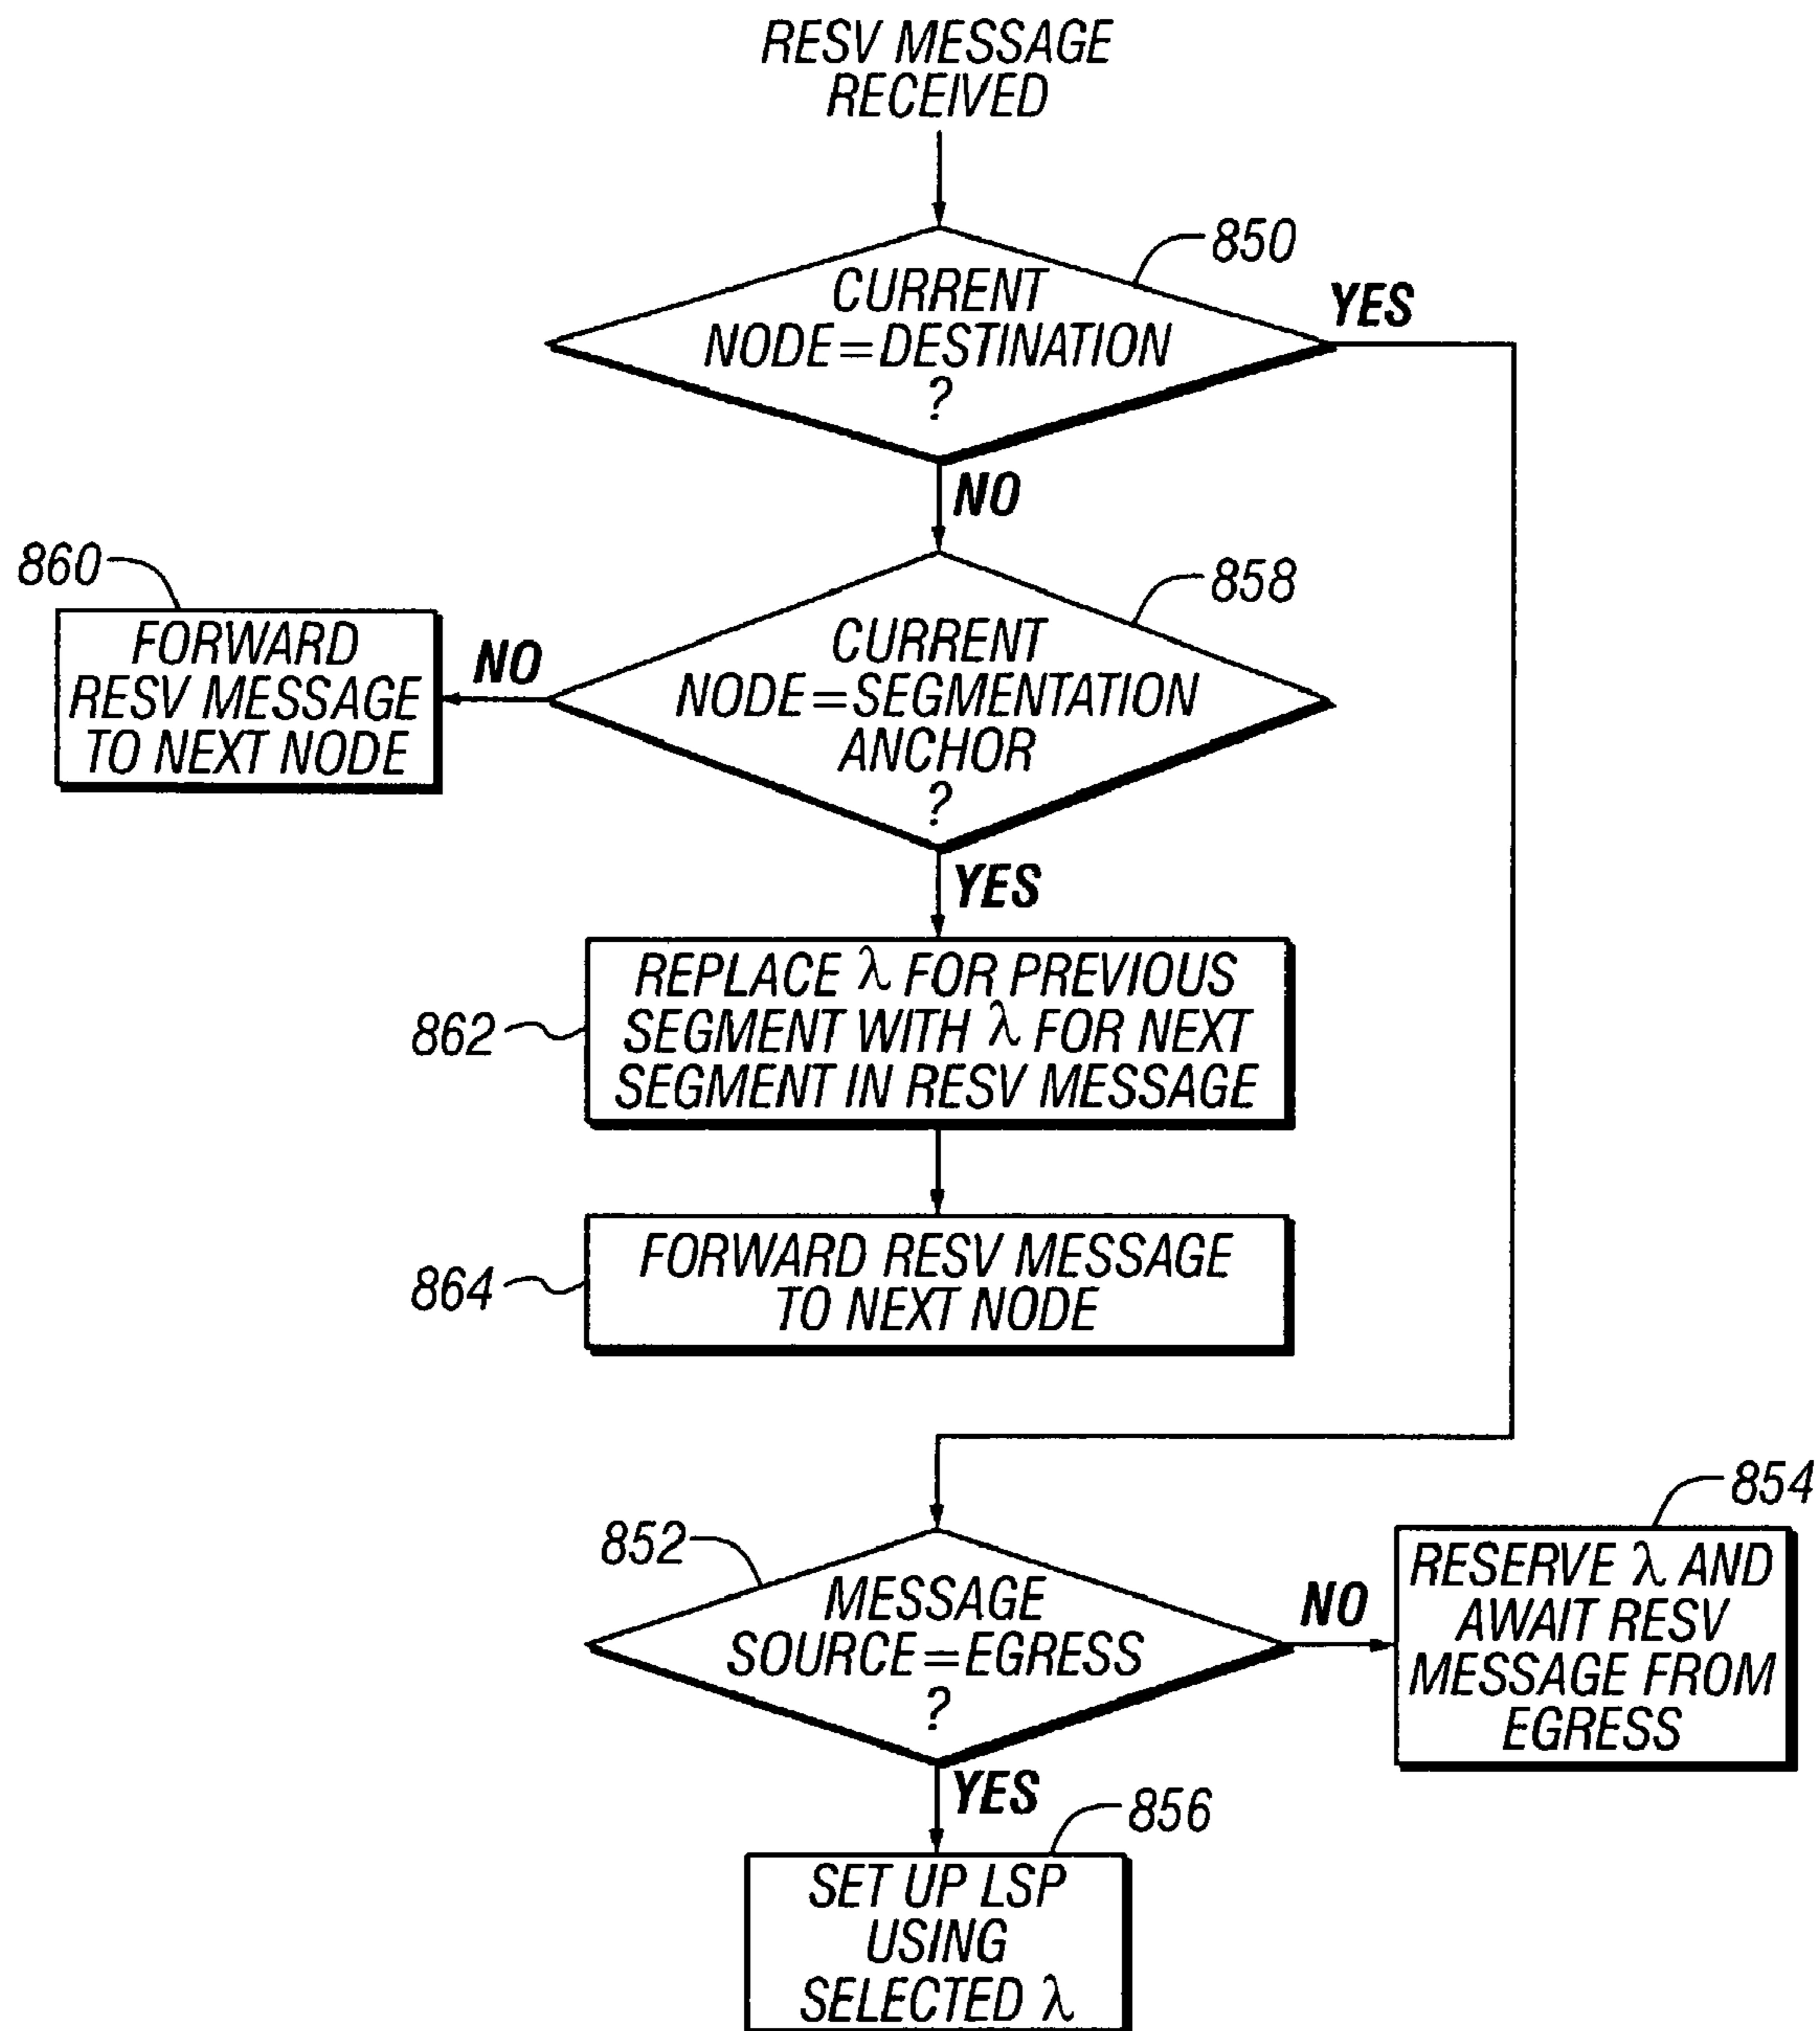 RESV MESSAGE
RECEIVED
850
CURRENT
NODE=DESTINATION
?
YES
NO
860
858
FORWARD
RESV MESSAGE
TO NEXT NODE
NO
CURRENT
NODE=SEGMENTATION
ANCHOR
?
YES
862
REPLACE λ FOR PREVIOUS
SEGMENT WITH λ FOR NEXT
SEGMENT IN RESV MESSAGE
864
FORWARD RESV MESSAGE
TO NEXT NODE
852
MESSAGE
SOURCE=EGRESS
?
NO
854
RESERVE λ AND
AWAIT RESV
MESSAGE FROM
EGRESS
YES
856
SET UP LSP
USING
SELECTED λ